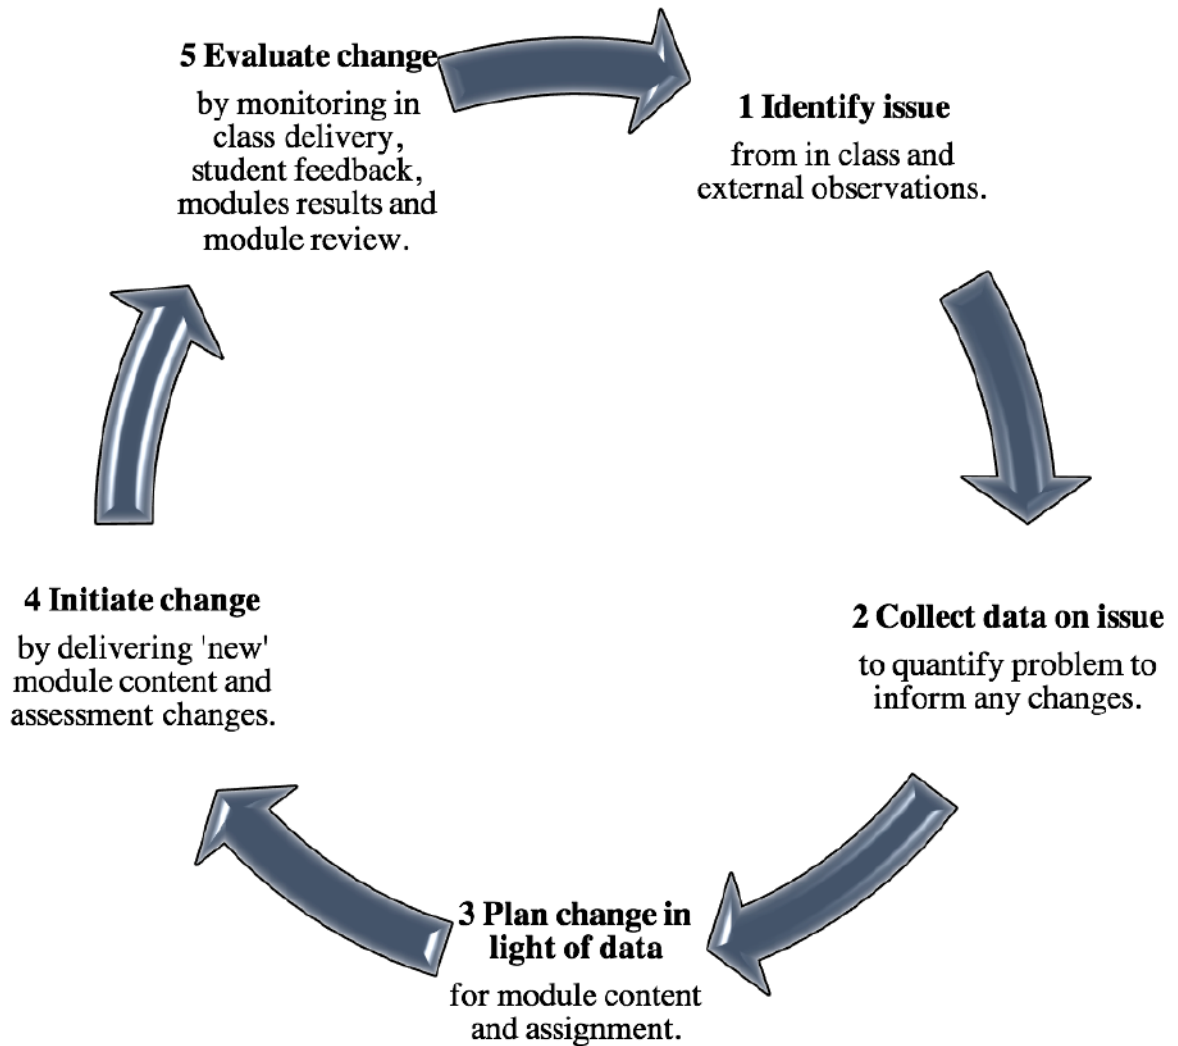 1 Identify issue
from in class and
external observations.
2 Collect data on issue
to quantify problem to
inform any changes.
3 Plan change in
light of data
for module content
and assignment.
4 Initiate change
by delivering 'new'
module content and
assessment changes.
5 Evaluate change
by monitoring in
class delivery,
student feedback,
modules results and
module review.